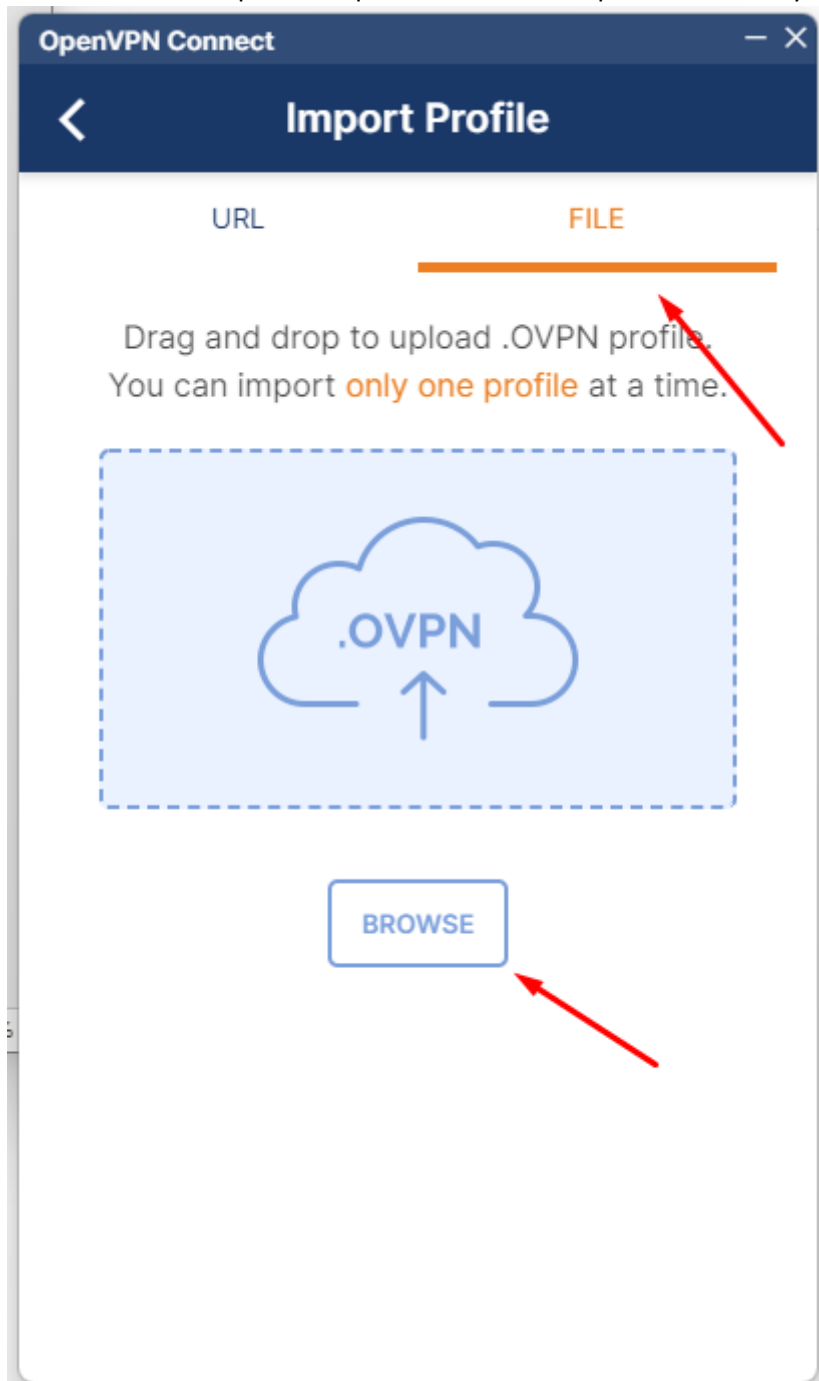 OpenVPN Connect
Import Profile
URL
FILE
Drag and drop to upload .OVPN profile.
You can import only one profile at a time.
.OVPN
BROWSE
%